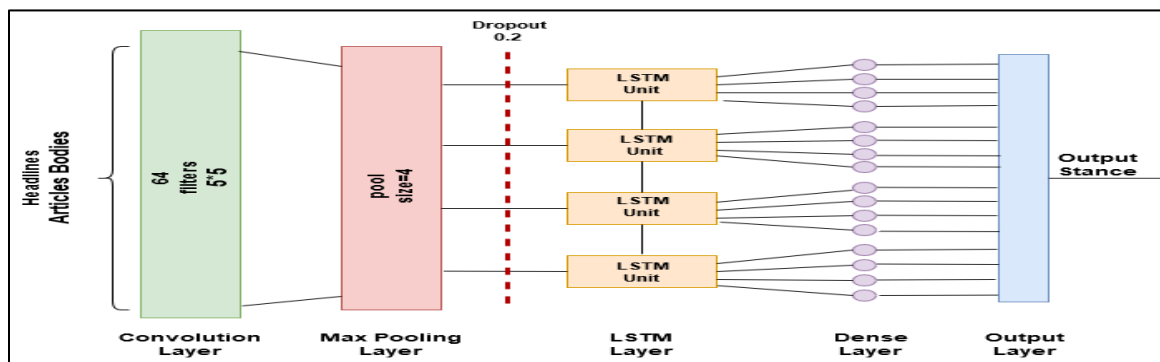 Dropout
0.2
Headlines
Articles Bodies
64
filters
5*5
pool
size=4
LSTM
Unit
LSTM
Unit
LSTM
Unit
LSTM
Unit
Output
Stance
Convolution
Layer
Max Pooling
Layer
LSTM
Layer
Dense
Layer
Output
Layer